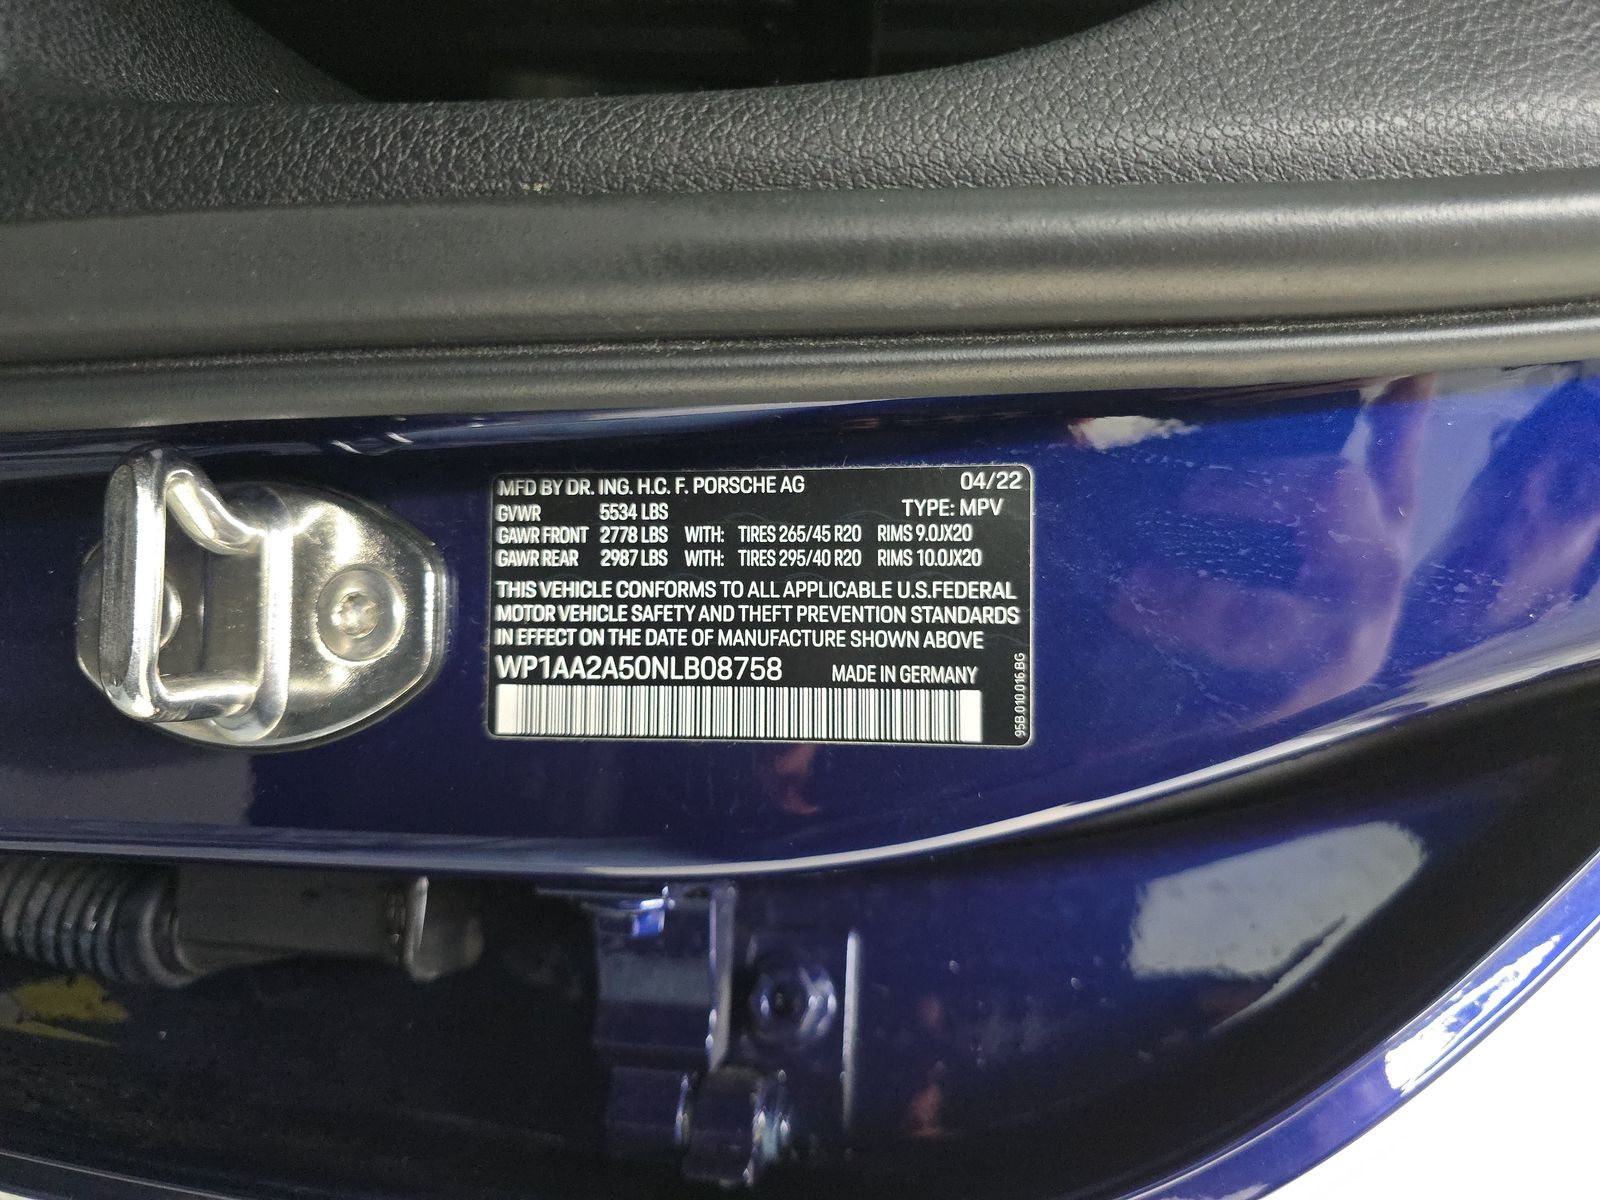 MFD BY DR. ING. H.C. F. PORSCHE AG 04/22
GVWR 5534 LBS TYPE: MPV
GAWR FRONT 2778 LBS WITH: TIRES 265/45 R20 RIMS 9.0JX20
GAWR REAR 2987 LBS WITH: TIRES 295/40 R20 RIMS 10.0JX20
THIS VEHICLE CONFORMS TO ALL APPLICABLE U.S.FEDERAL
MOTOR VEHICLE SAFETY AND THEFT PREVENTION STANDARDS
IN EFFECT ON THE DATE OF MANUFACTURE SHOWN ABOVE
WP1AA2A50NLB08758 MADE IN GERMANY
95B.010.016.BG